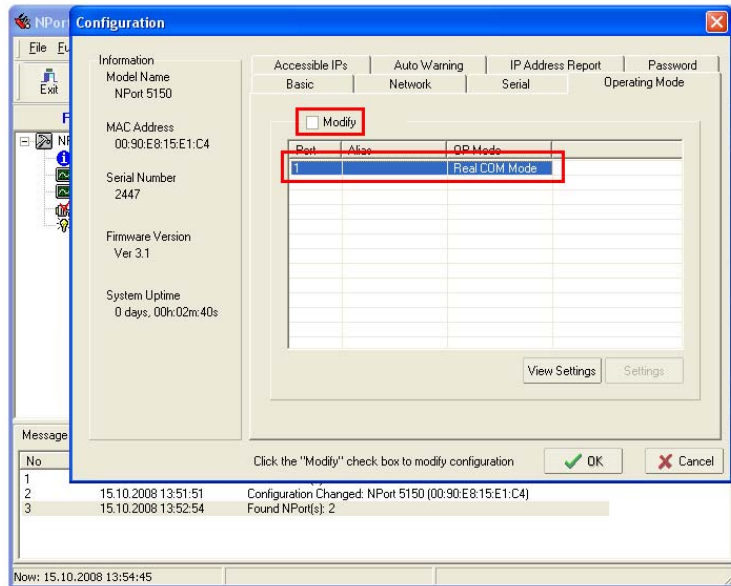 NPor
Configuration
File Fu
Exit
NF
Information
Model Name
NPort 5150
MAC Address
00:90:E8:15:E1:C4
Serial Number
2447
Firmware Version
Ver 3.1
System Uptime
0 days, 00h:02m:40s
Accessible IPs Auto Warning IP Address Report Password
Basic Network Serial Operating Mode
Modify
Port Alias OP Mode
1 Real COM Mode
View Settings Settings
Click the "Modify" check box to modify configuration OK Cancel
Message
No
1
2 15.10.2008 13:51:51 Configuration Changed: NPort 5150 (00:90:E8:15:E1:C4)
3 15.10.2008 13:52:54 Found NPort(s): 2
Now: 15.10.2008 13:54:45